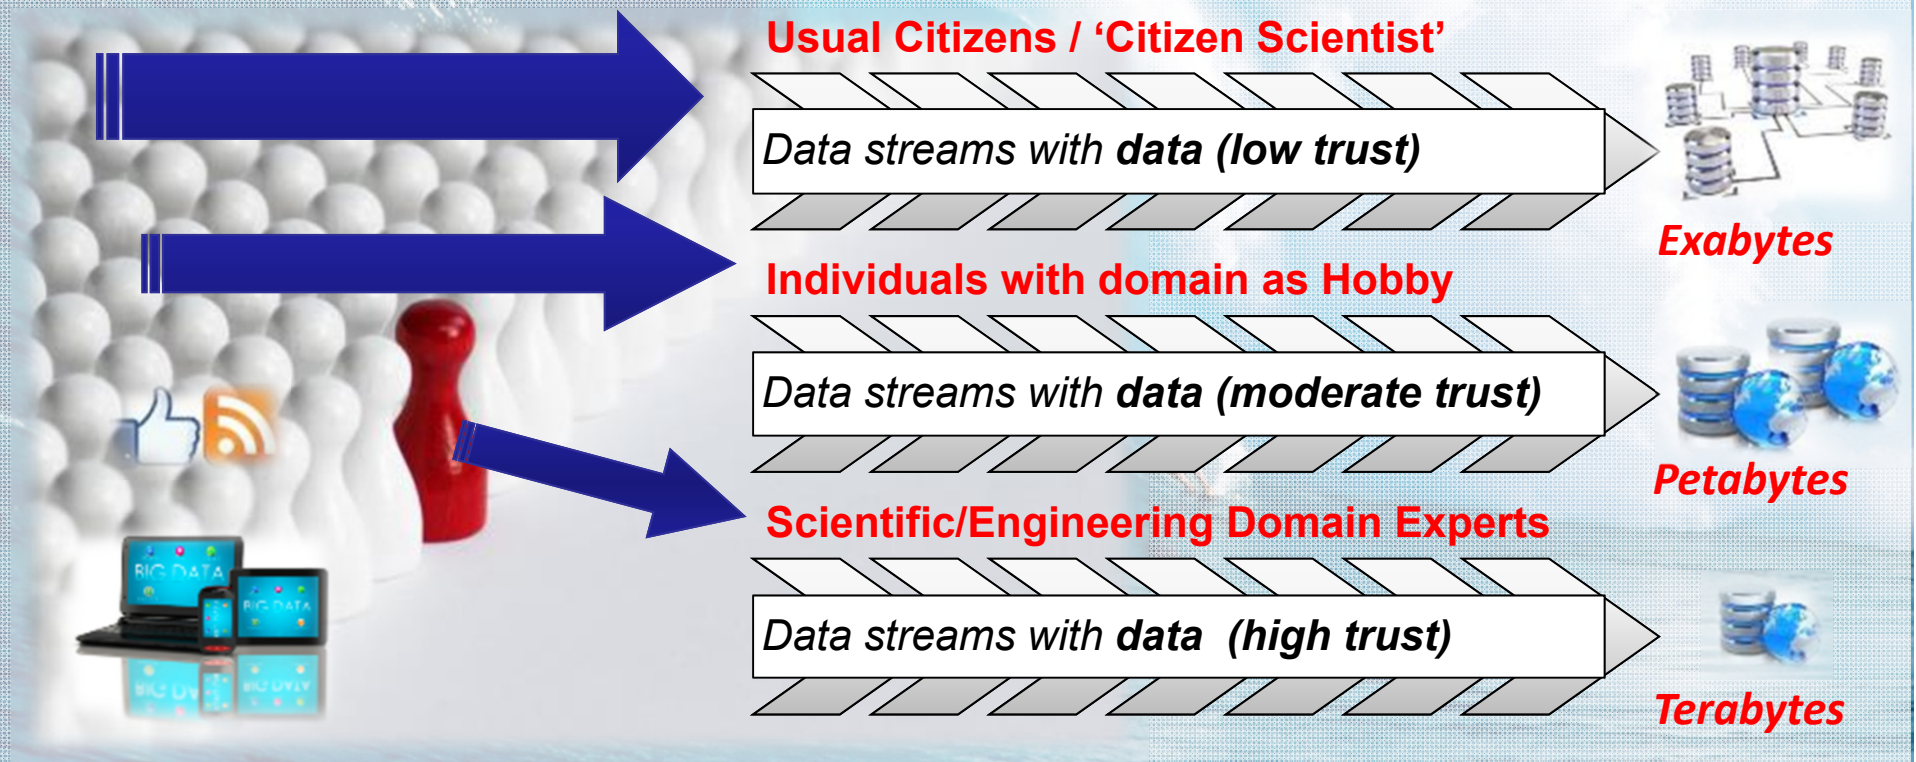 Usual Citizens / ‘Citizen Scientist’
Data streams with data (low trust)
Exabytes
Individuals with domain as Hobby
Data streams with data (moderate trust)
Petabytes
Scientific/Engineering Domain Experts
Data streams with data  (high trust)
Terabytes
BIG DATA
BIG DATA